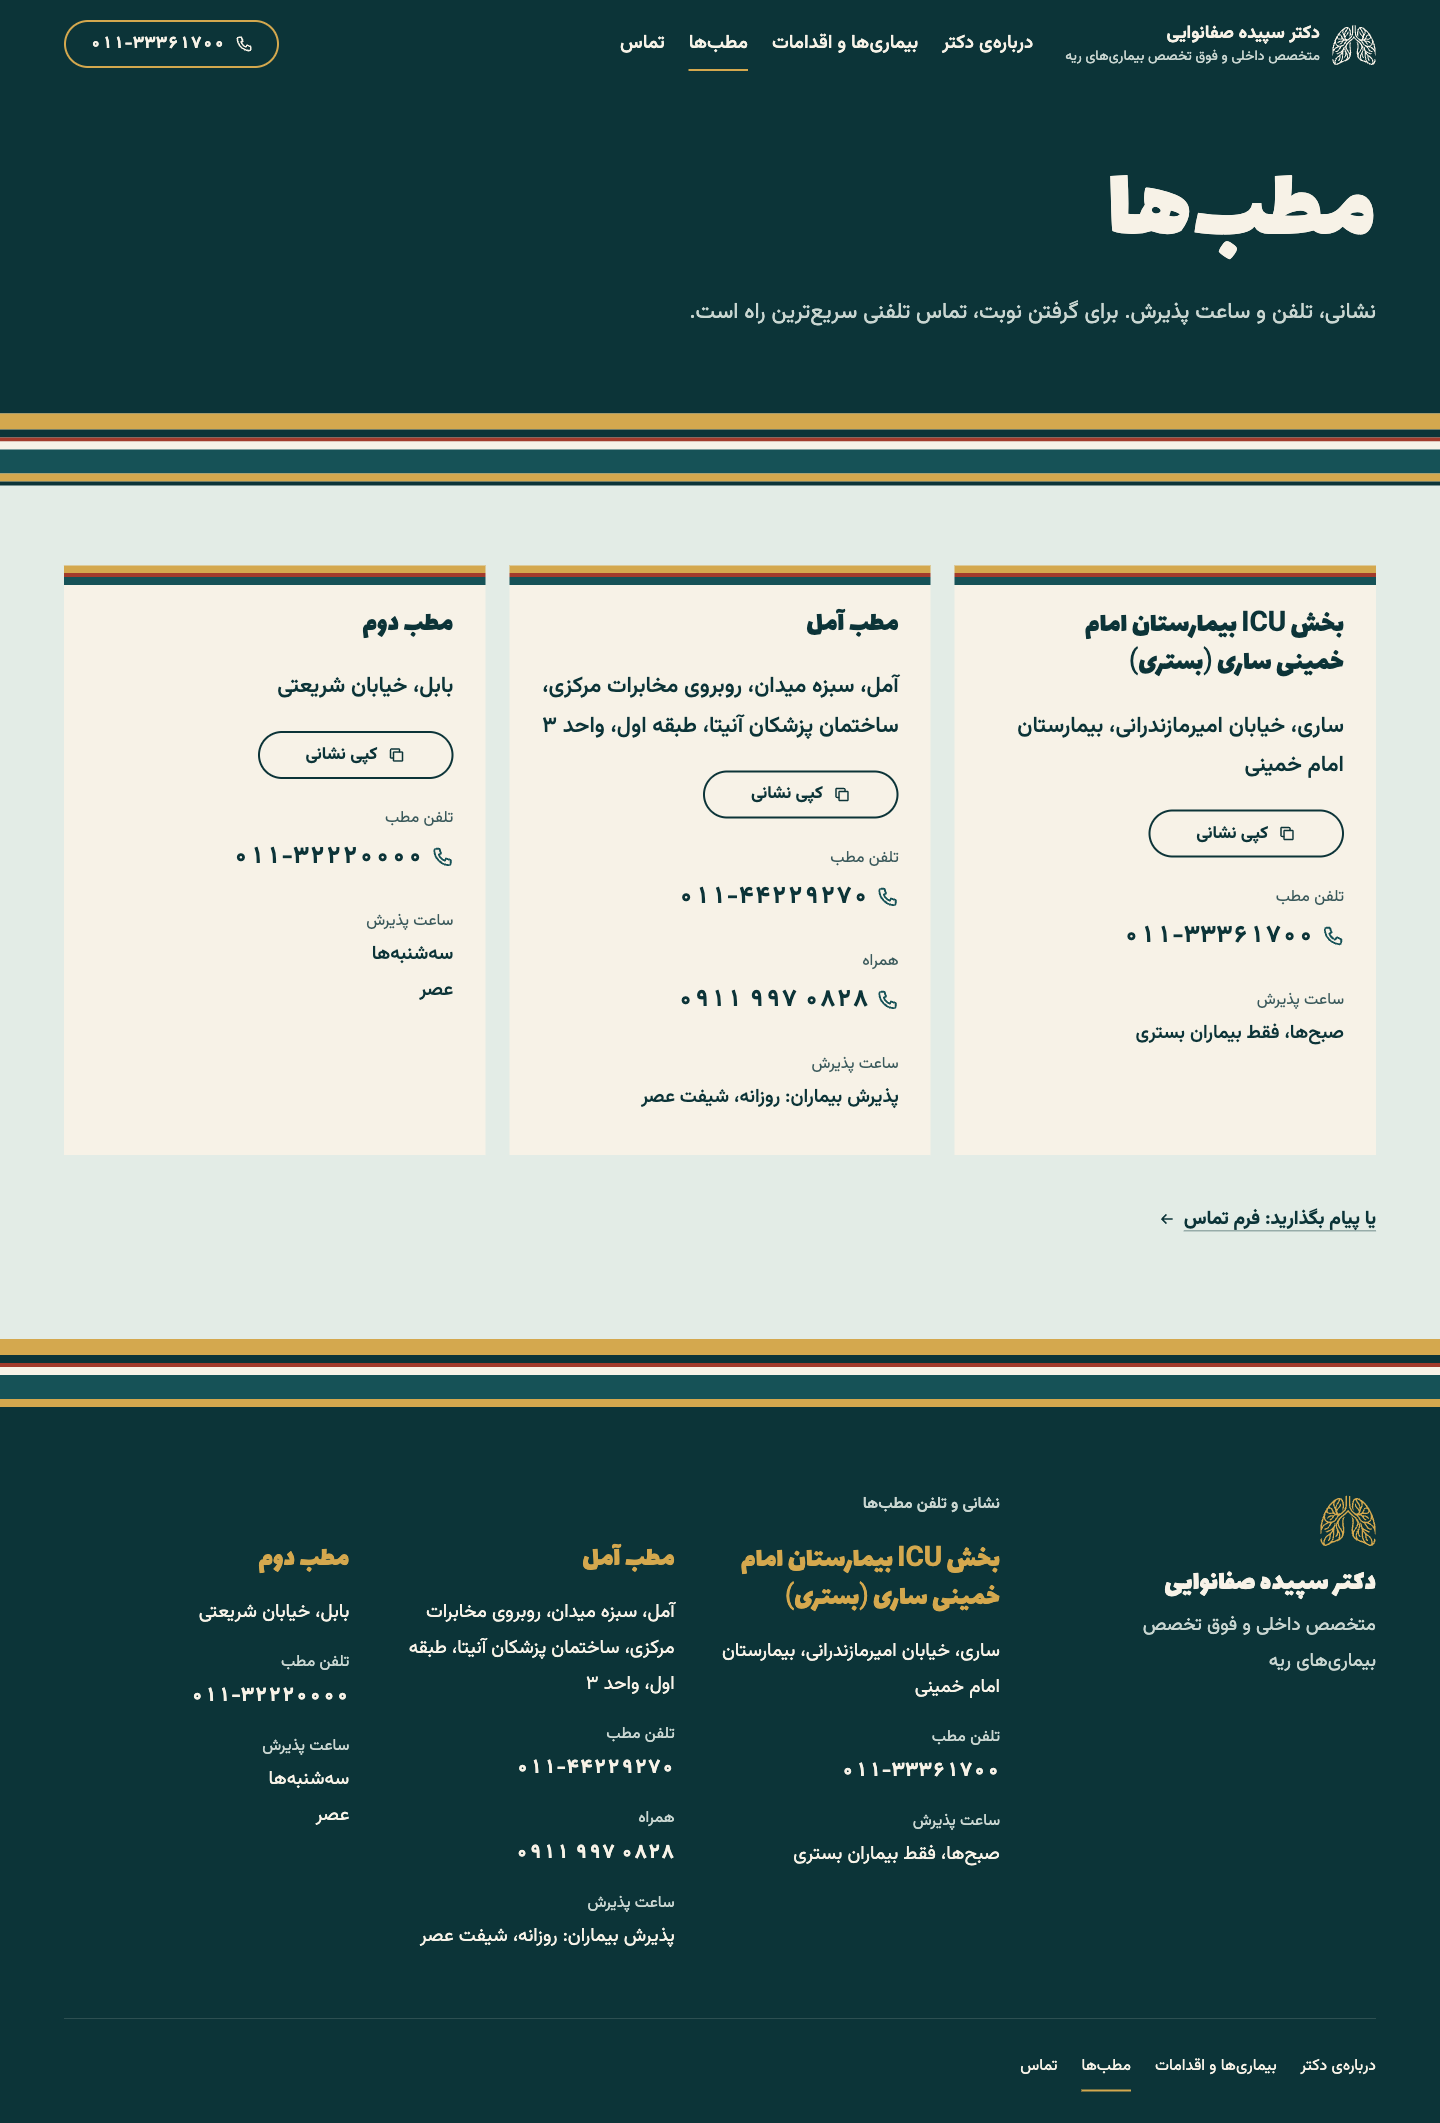 دکتر سپیده صفانوایی
متخصص داخلی و فوق تخصص بیماری‌های ریه
درباره‌ی دکتر
بیماری‌ها و اقدامات
مطب‌ها
تماس
۰۱۱-۳۳۳۶۱۷۰۰
مطب‌ها
نشانی، تلفن و ساعت پذیرش. برای گرفتن نوبت، تماس تلفنی سریع‌ترین راه است.
بخش ICU بیمارستان امام
خمینی ساری (بستری)
ساری، خیابان امیرمازندرانی، بیمارستان
امام خمینی
کپی نشانی
تلفن مطب
۰۱۱-۳۳۳۶۱۷۰۰
ساعت پذیرش
صبح‌ها، فقط بیماران بستری
مطب آمل
آمل، سبزه میدان، روبروی مخابرات مرکزی،
ساختمان پزشکان آنیتا، طبقه اول، واحد ۳
کپی نشانی
تلفن مطب
۰۱۱-۴۴۲۲۹۲۷۰
همراه
۰۹۱۱ ۹۹۷ ۰۸۲۸
ساعت پذیرش
پذیرش بیماران: روزانه، شیفت عصر
مطب دوم
بابل، خیابان شریعتی
کپی نشانی
تلفن مطب
۰۱۱-۳۲۲۲۰۰۰۰
ساعت پذیرش
سه‌شنبه‌ها
عصر
یا پیام بگذارید: فرم تماس ←
دکتر سپیده صفانوایی
متخصص داخلی و فوق تخصص
بیماری‌های ریه
نشانی و تلفن مطب‌ها
بخش ICU بیمارستان امام
خمینی ساری (بستری)
ساری، خیابان امیرمازندرانی، بیمارستان
امام خمینی
تلفن مطب
۰۱۱-۳۳۳۶۱۷۰۰
ساعت پذیرش
صبح‌ها، فقط بیماران بستری
مطب آمل
آمل، سبزه میدان، روبروی مخابرات
مرکزی، ساختمان پزشکان آنیتا، طبقه
اول، واحد ۳
تلفن مطب
۰۱۱-۴۴۲۲۹۲۷۰
همراه
۰۹۱۱ ۹۹۷ ۰۸۲۸
ساعت پذیرش
پذیرش بیماران: روزانه، شیفت عصر
مطب دوم
بابل، خیابان شریعتی
تلفن مطب
۰۱۱-۳۲۲۲۰۰۰۰
ساعت پذیرش
سه‌شنبه‌ها
عصر
درباره‌ی دکتر
بیماری‌ها و اقدامات
مطب‌ها
تماس